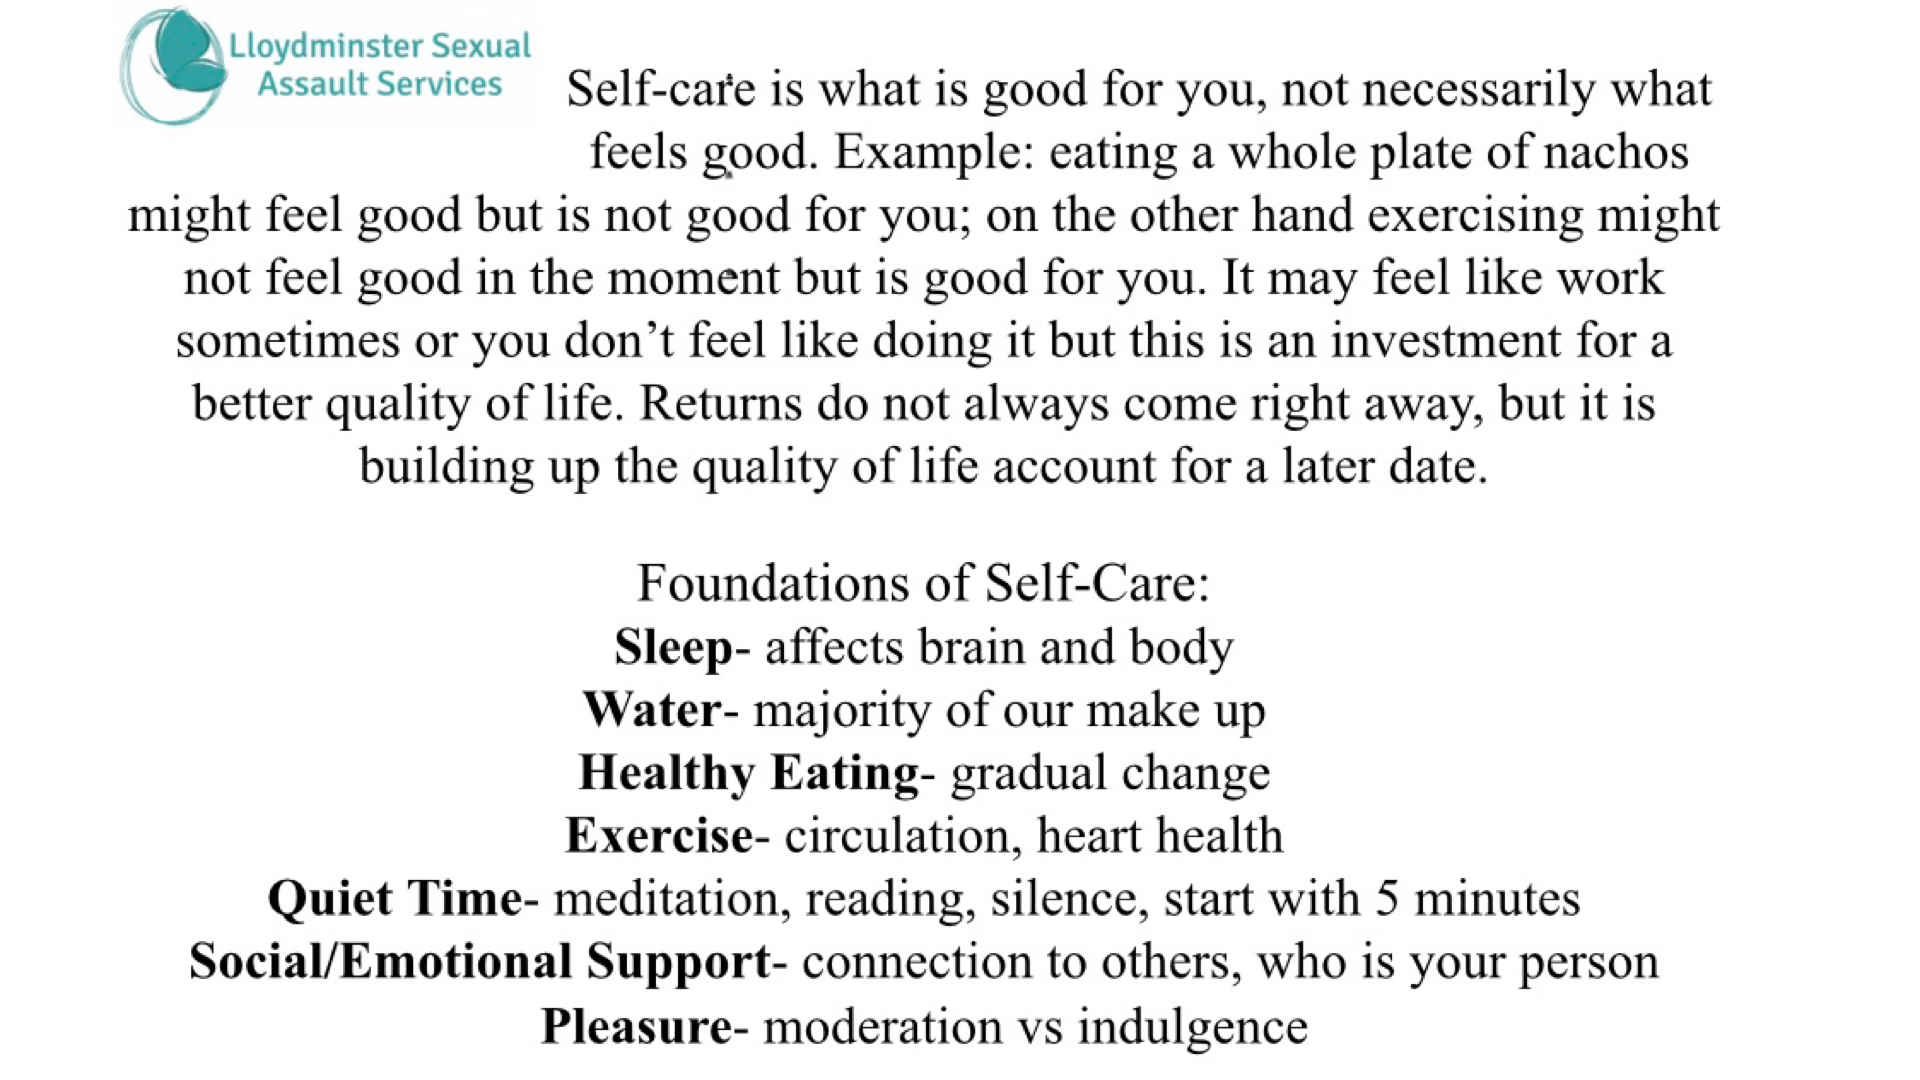 Lloydminster Sexual
Assault Services
Self-care is what is good for you, not necessarily what
feels good. Example: eating a whole plate of nachos
might feel good but is not good for you; on the other hand exercising might
not feel good in the moment but is good for you. It may feel like work
sometimes or you don’t feel like doing it but this is an investment for a
better quality of life. Returns do not always come right away, but it is
building up the quality of life account for a later date.
Foundations of Self-Care:
Sleep- affects brain and body
Water- majority of our make up
Healthy Eating- gradual change
Exercise- circulation, heart health
Quiet Time- meditation, reading, silence, start with 5 minutes
Social/Emotional Support- connection to others, who is your person
Pleasure- moderation vs indulgence